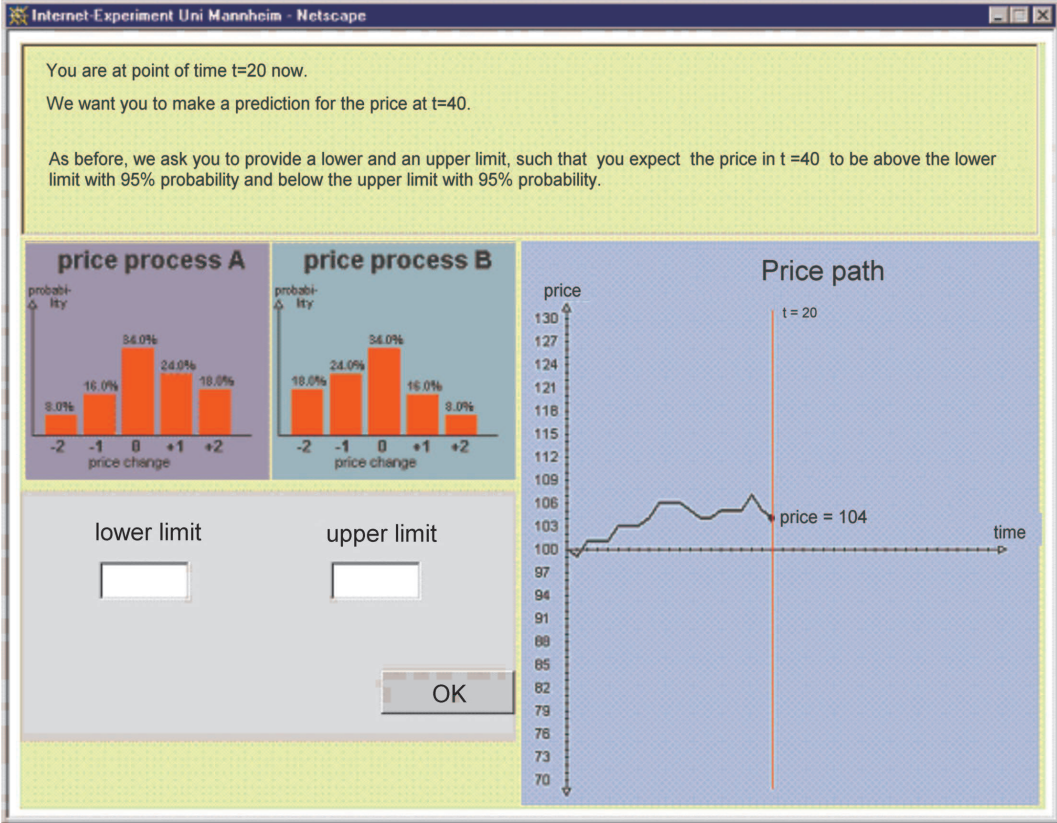 Internet-Experiment Uni Mannheim - Netscape
You are at point of time t=20 now.
We want you to make a prediction for the price at t=40.
As before, we ask you to provide a lower and an upper limit, such that you expect the price in t =40 to be above the lower
limit with 95% probability and below the upper limit with 95% probability.
price process A
probabi-
lity
34.0%
24.0%
16.0%
18.0%
8.0%
-2 -1 0 +1 +2
price change
price process B
probabi-
lity
34.0%
24.0%
18.0%
16.0%
8.0%
-2 -1 0 +1 +2
price change
Price path
price
t = 20
130
127
124
121
118
115
112
109
106
103
100
97
94
91
88
85
82
79
76
73
70
price = 104
time
lower limit
upper limit
OK